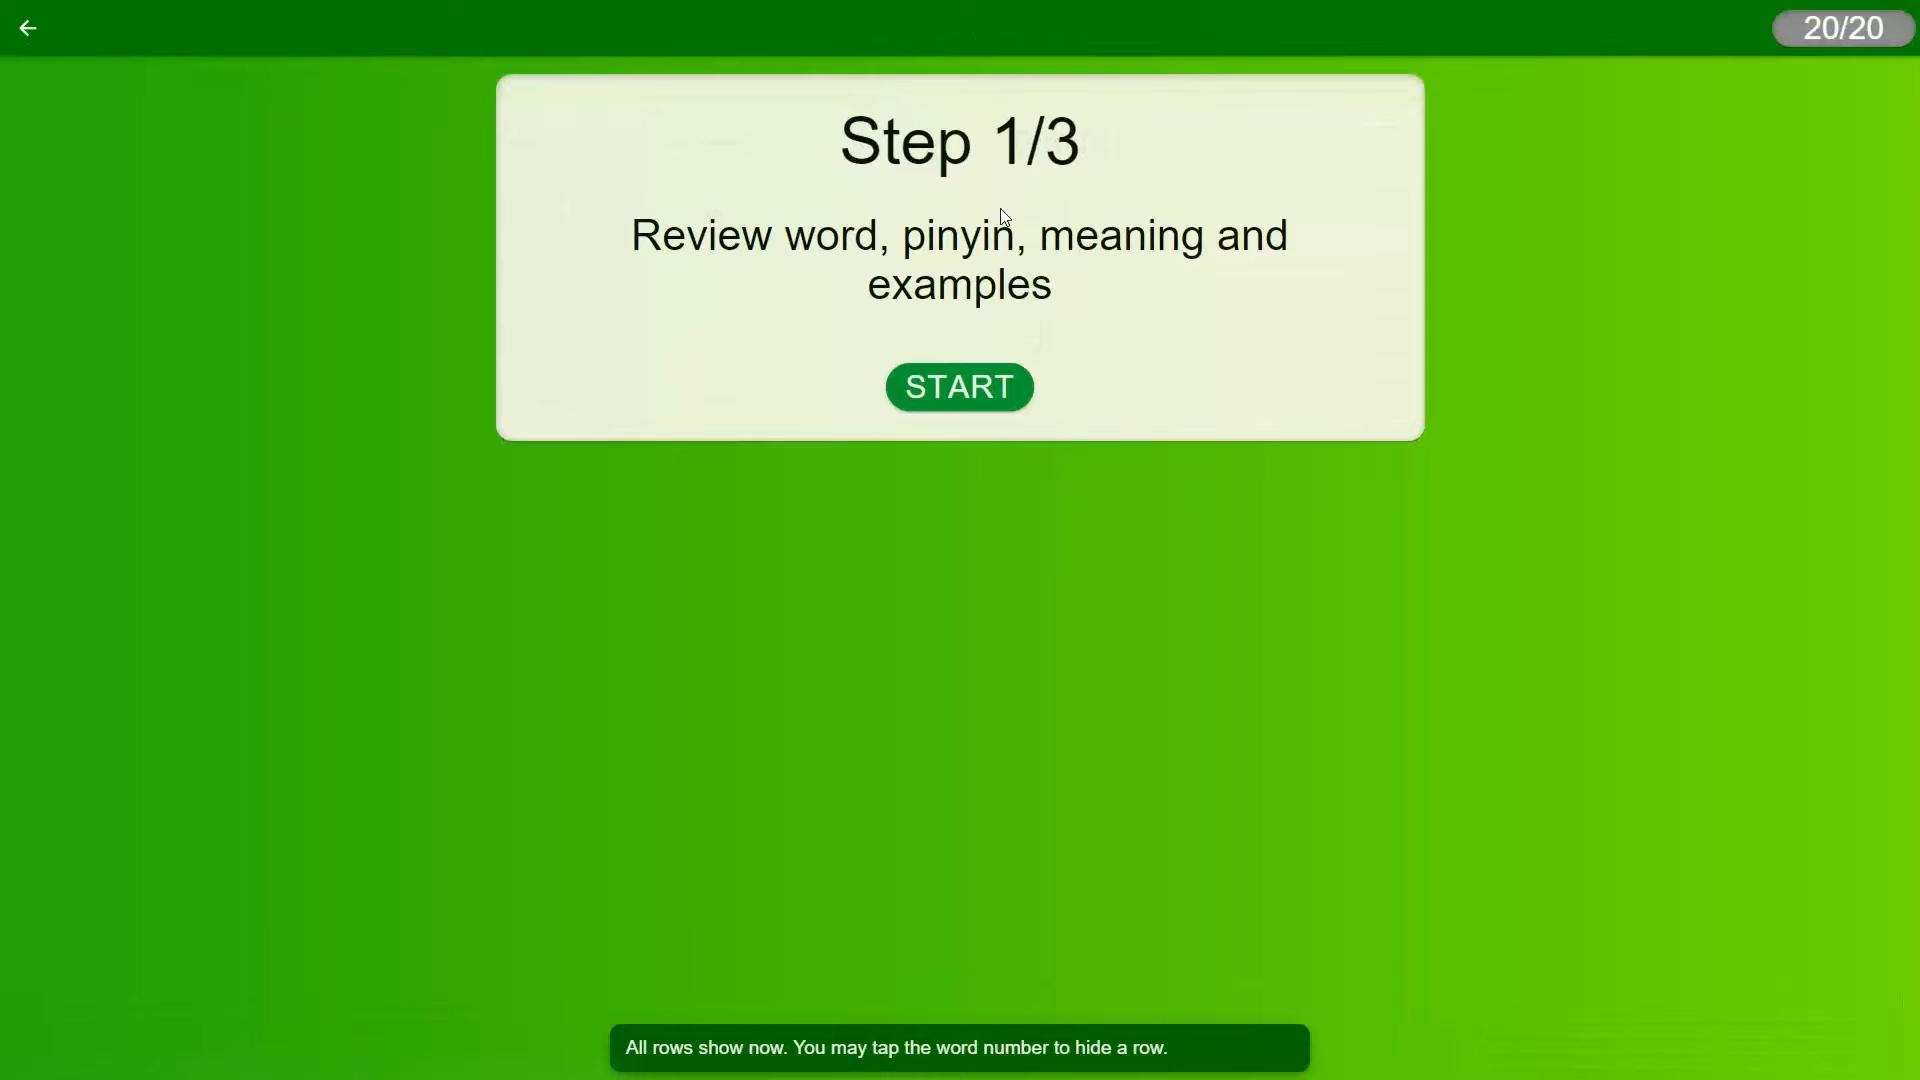 20/20
Step 1/3
Review word, pinyin, meaning and
examples
START
All rows show now. You may tap the word number to hide a row.